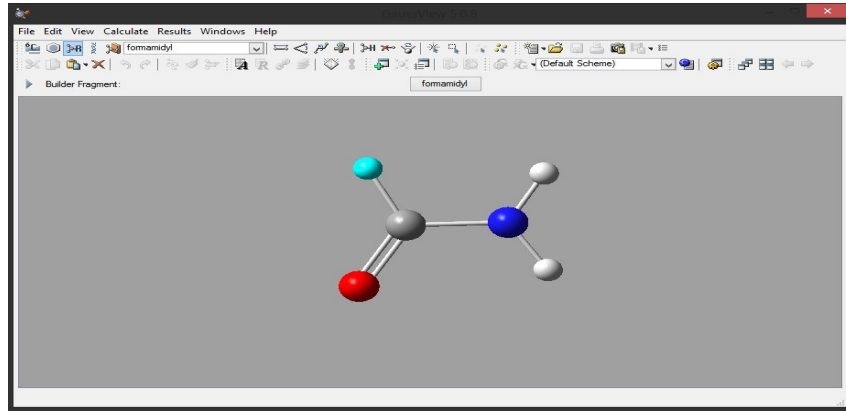 File Edit View Calculate Results Windows Help
formamidyl
(Default Scheme)
Builder Fragment:
formamidyl